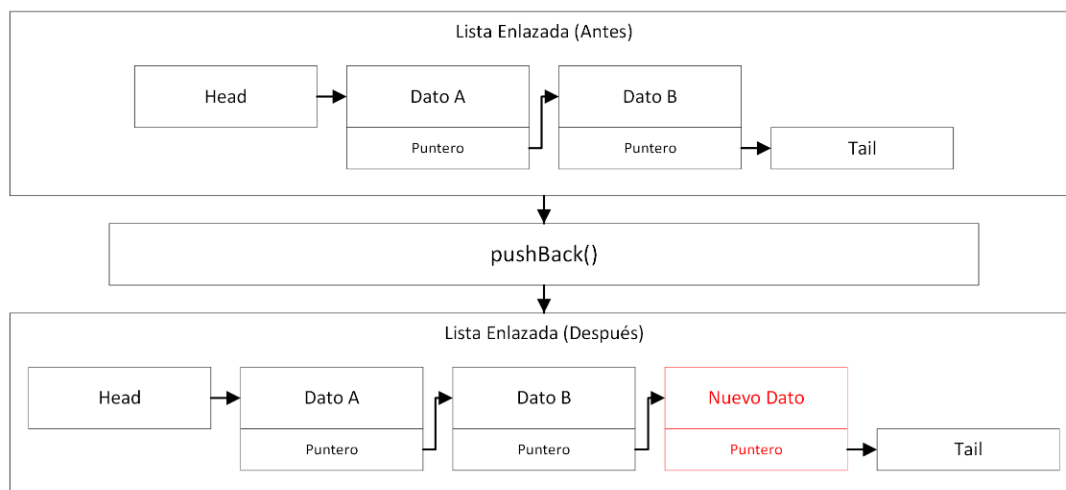 Lista Enlazada (Antes)
Head
Dato A
Dato B
Puntero
Puntero
Tail
pushBack()
Lista Enlazada (Después)
Head
Dato A
Dato B
Nuevo Dato
Puntero
Puntero
Puntero
Tail